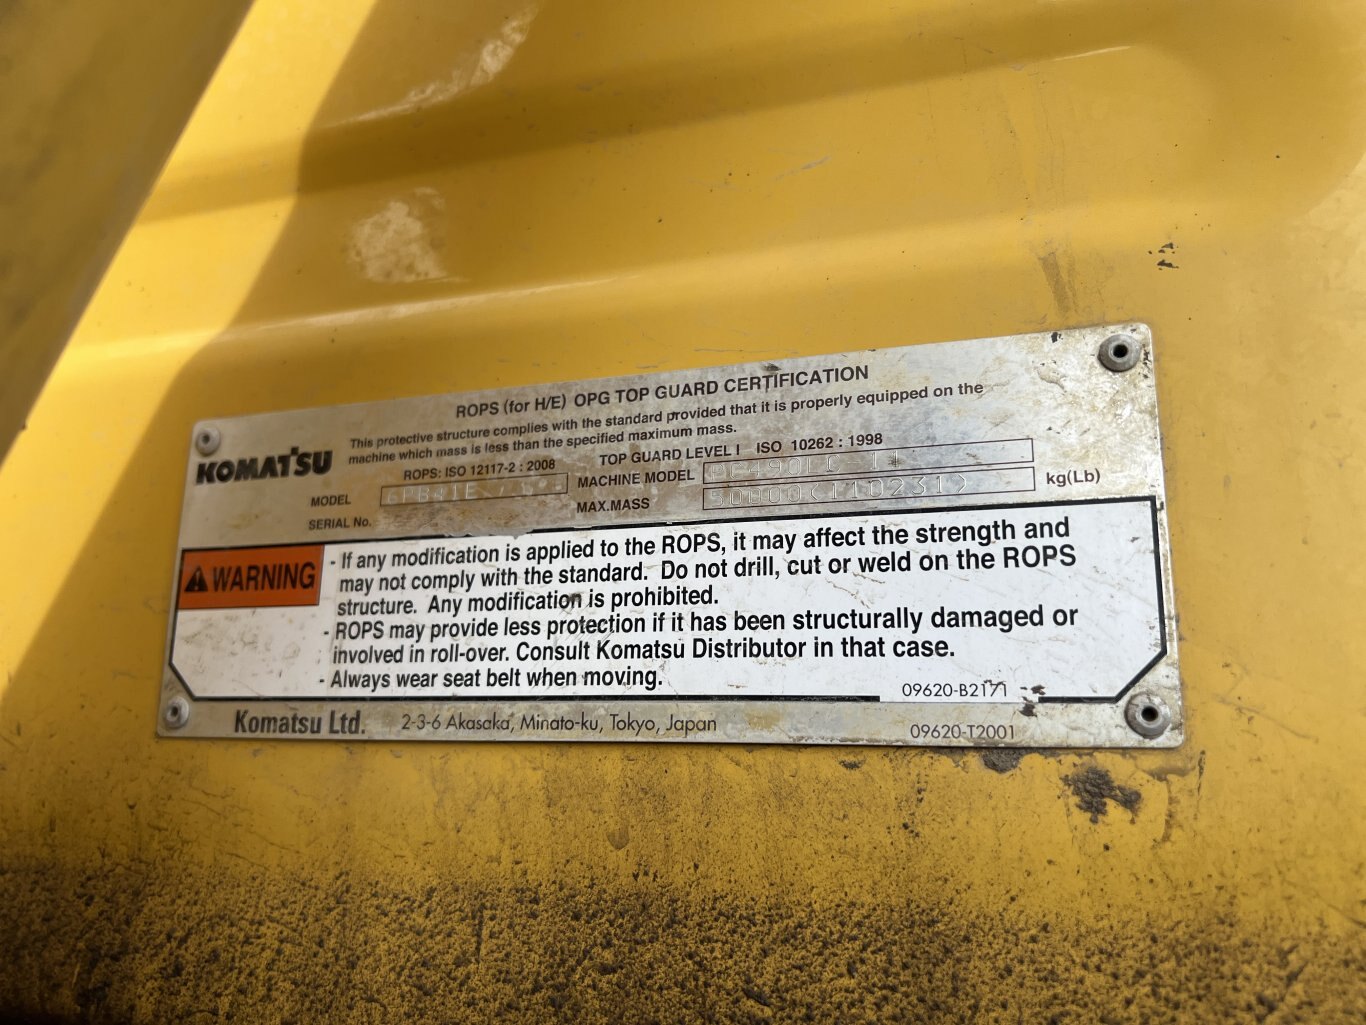 ROPS (for H/E) OPG TOP GUARD CERTIFICATION
KOMATSU
This protective structure complies with the standard provided that it is properly equipped on the
machine which mass is less than the specified maximum mass.
ROPS: ISO 12117-2 : 2008
TOP GUARD LEVEL I ISO 10262 : 1998
MODEL
MACHINE MODEL PC490LC-11
SERIAL No.
MAX.MASS 50000(110231) kg(Lb)
WARNING
- If any modification is applied to the ROPS, it may affect the strength and
may not comply with the standard. Do not drill, cut or weld on the ROPS
structure. Any modification is prohibited.
- ROPS may provide less protection if it has been structurally damaged or
involved in roll-over. Consult Komatsu Distributor in that case.
- Always wear seat belt when moving.
09620-B2171
Komatsu Ltd. 2-3-6 Akasaka, Minato-ku, Tokyo, Japan
09620-T2001